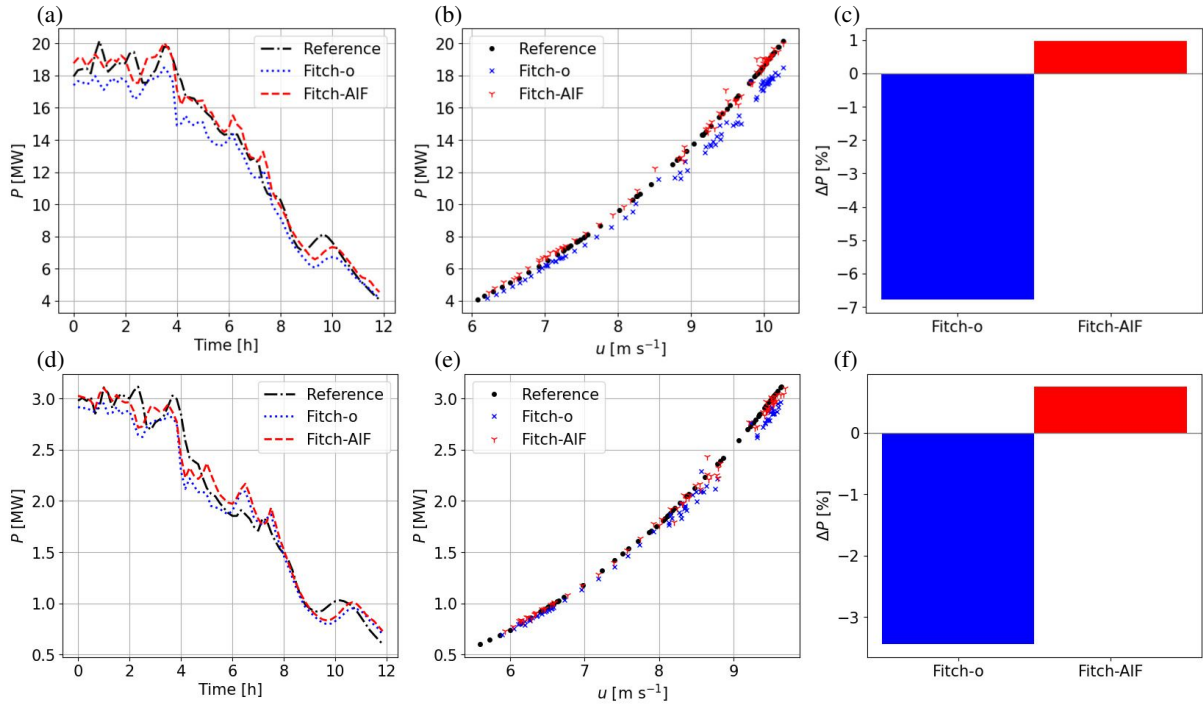 (a)
20
18
16
14
12
10
8
6
4
P [MW]
0
2
4
6
8
10
12
Time [h]
Reference
Fitch-o
Fitch-AIF
(b)
20
18
16
14
12
10
8
6
4
P [MW]
6
7
8
9
10
u [m s⁻¹]
Reference
Fitch-o
Fitch-AIF
(c)
1
0
−1
−2
−3
−4
−5
−6
−7
ΔP [%]
Fitch-o
Fitch-AIF
(d)
3.0
2.5
2.0
1.5
1.0
0.5
P [MW]
0
2
4
6
8
10
12
Time [h]
Reference
Fitch-o
Fitch-AIF
(e)
3.0
2.5
2.0
1.5
1.0
0.5
P [MW]
6
7
8
9
u [m s⁻¹]
Reference
Fitch-o
Fitch-AIF
(f)
0
−1
−2
−3
ΔP [%]
Fitch-o
Fitch-AIF